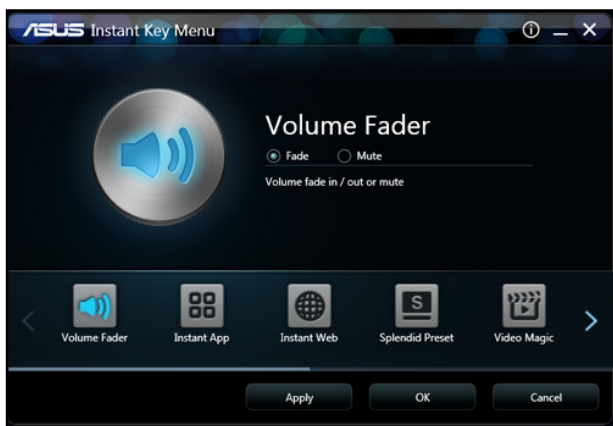 ASUS Instant Key Menu
Volume Fader
Fade Mute
Volume fade in / out or mute
S
Volume Fader Instant App Instant Web Splendid Preset Video Magic
Apply OK Cancel